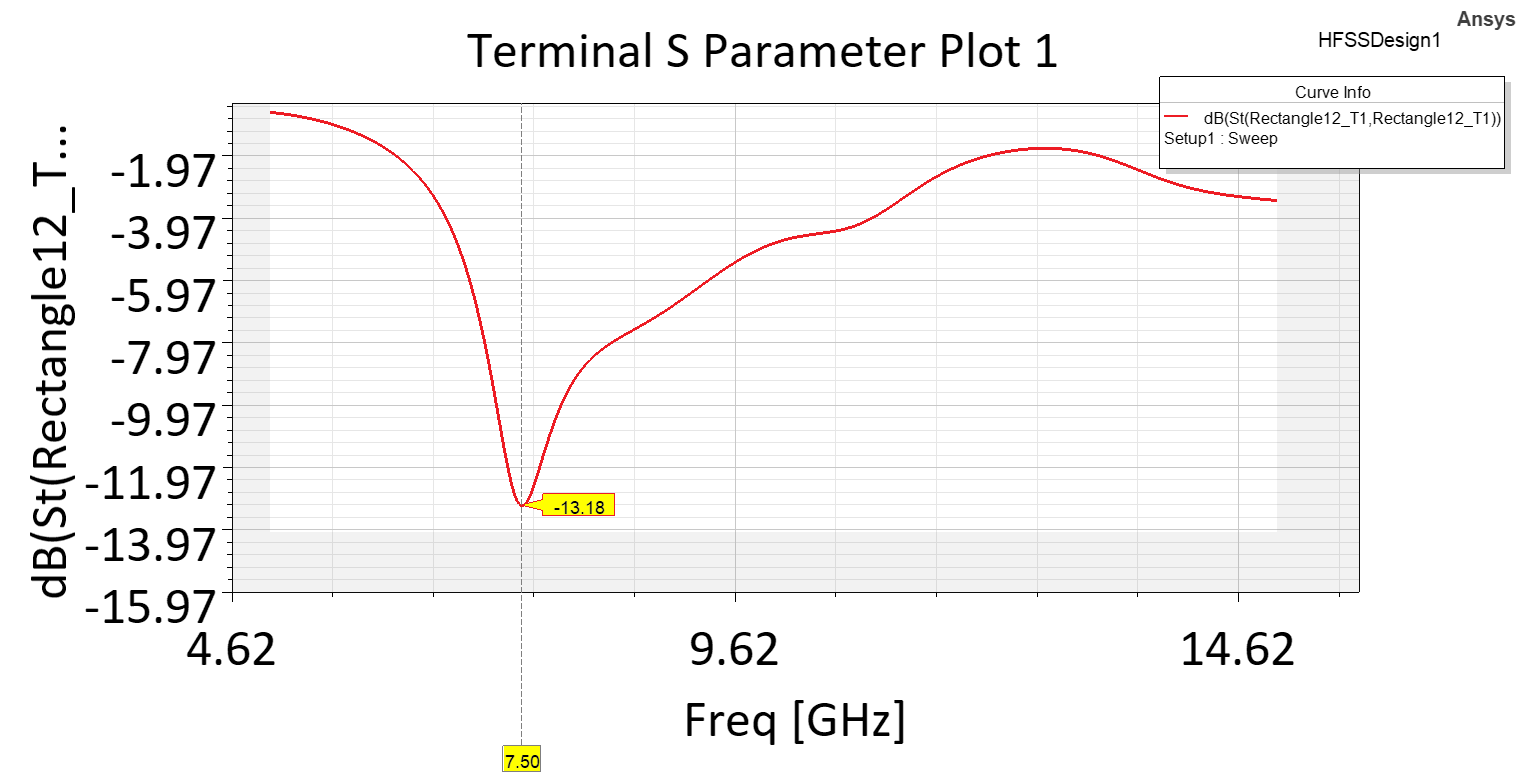 Ansys
Terminal S Parameter Plot 1
HFSSDesign1
Curve Info
dB(St(Rectangle12_T1,Rectangle12_T1))
Setup1 : Sweep
dB(St(Rectangle12_T...
-1.97
-3.97
-5.97
-7.97
-9.97
-11.97
-13.97
-15.97
-13.18
4.62
9.62
14.62
Freq [GHz]
7.50